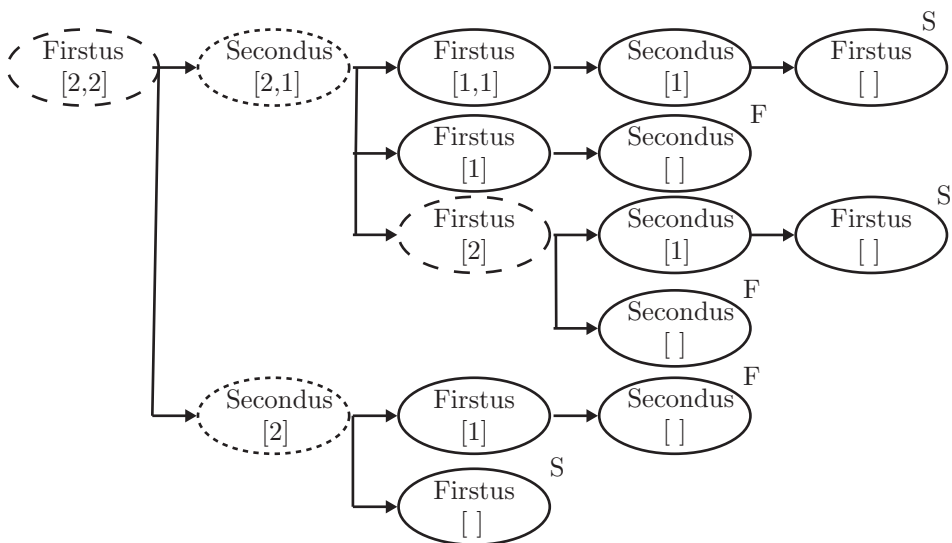 S
Firstus
[2,2]
Secondus
[2,1]
Firstus
[1,1]
Secondus
[1]
Firstus
[ ]
F
Firstus
[1]
Secondus
[ ]
S
Firstus
[2]
Secondus
[1]
Firstus
[ ]
F
Secondus
[ ]
F
Secondus
[2]
Firstus
[1]
Secondus
[ ]
S
Firstus
[ ]